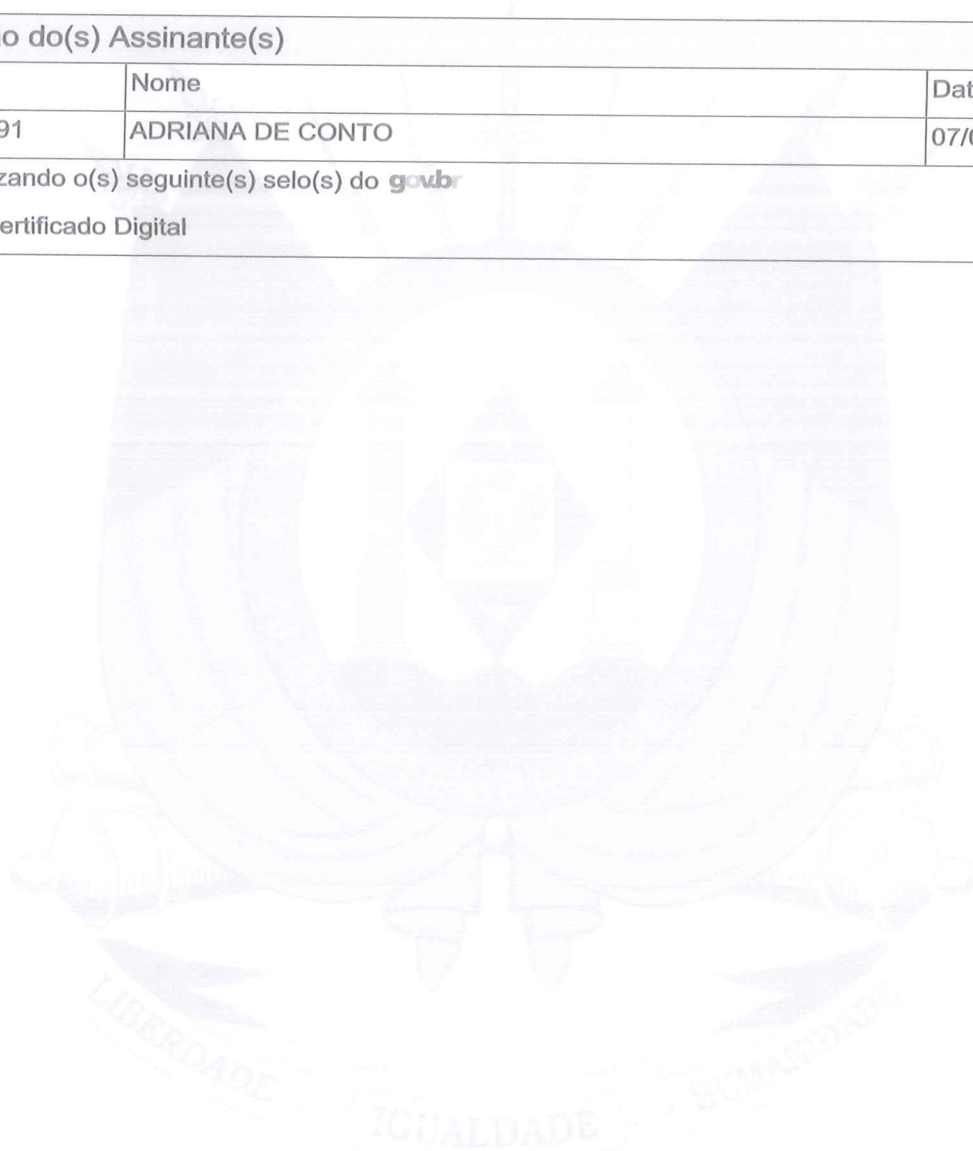 o do(s) Assinante(s)
Nome Dat
91 ADRIANA DE CONTO 07/0
zando o(s) seguinte(s) selo(s) do gov.br
ertificado Digital
LIBERDADE
IGUALDADE
HUMANIDADE